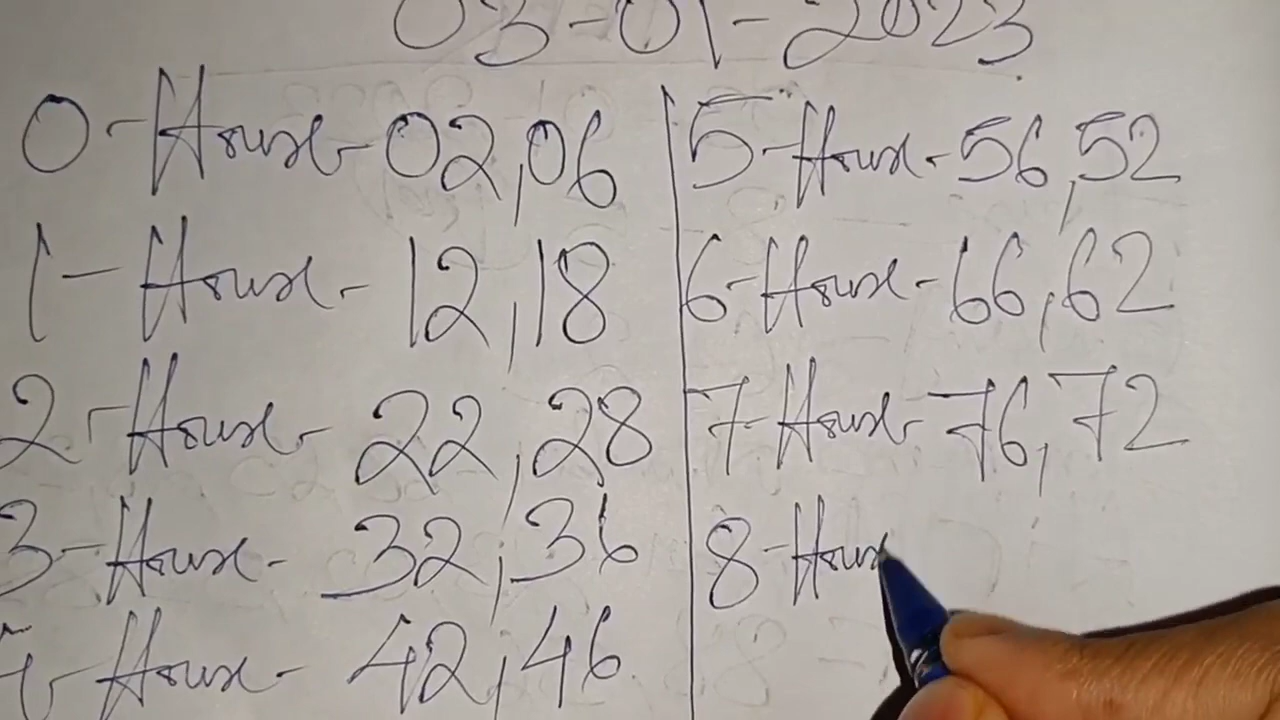 03-01-2023
0-House-02,06
1-House-12,18
2-House-22,28
3-House-32,36
4-House-42,46
5-House-56,52
6-House-66,62
7-House-76,72
8-Hous